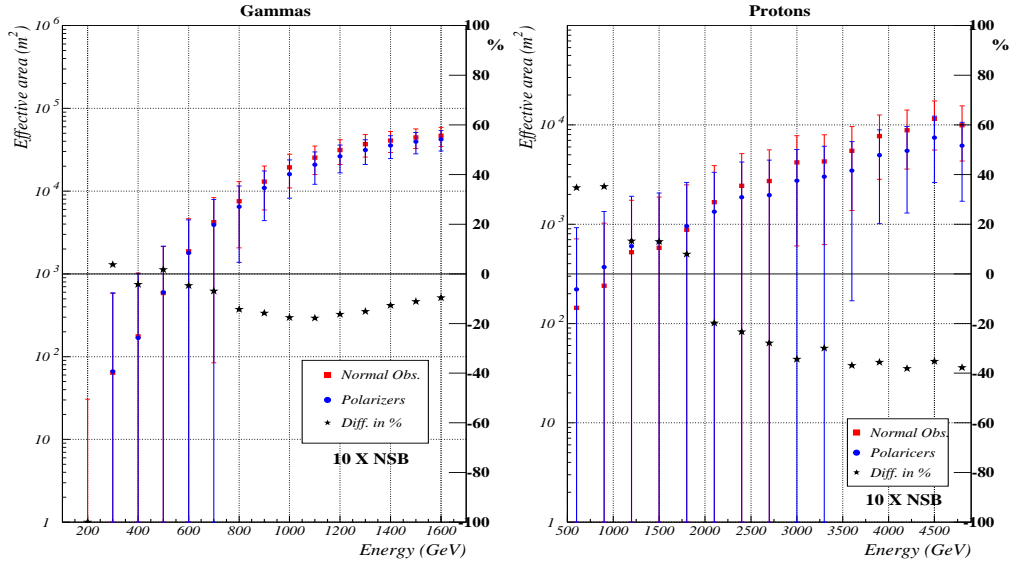 Gammas
Effective area (m²)
10⁶
10⁵
10⁴
10³
10²
10
1
%
100
80
60
40
20
0
-20
-40
-60
-80
-100
Normal Obs.
Polarizers
Diff. in %
10 X NSB
200 400 600 800 1000 1200 1400 1600
Energy (GeV)
Protons
Effective area (m²)
10⁴
10³
10²
10
1
%
100
80
60
40
20
0
-20
-40
-60
-80
-100
Normal Obs.
Polaricers
Diff. in %
10 X NSB
500 1000 1500 2000 2500 3000 3500 4000 4500
Energy (GeV)